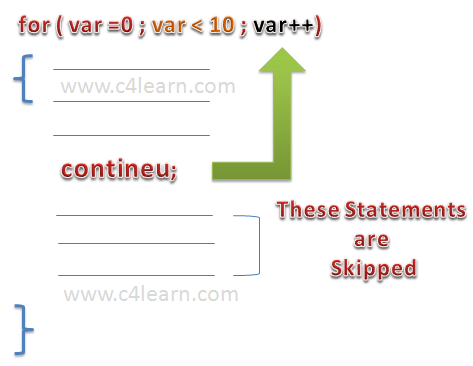 for ( var =0 ; var < 10 ; var++)
{
www.c4learn.com
contineu;
These Statements
are
Skipped
www.c4learn.com
}